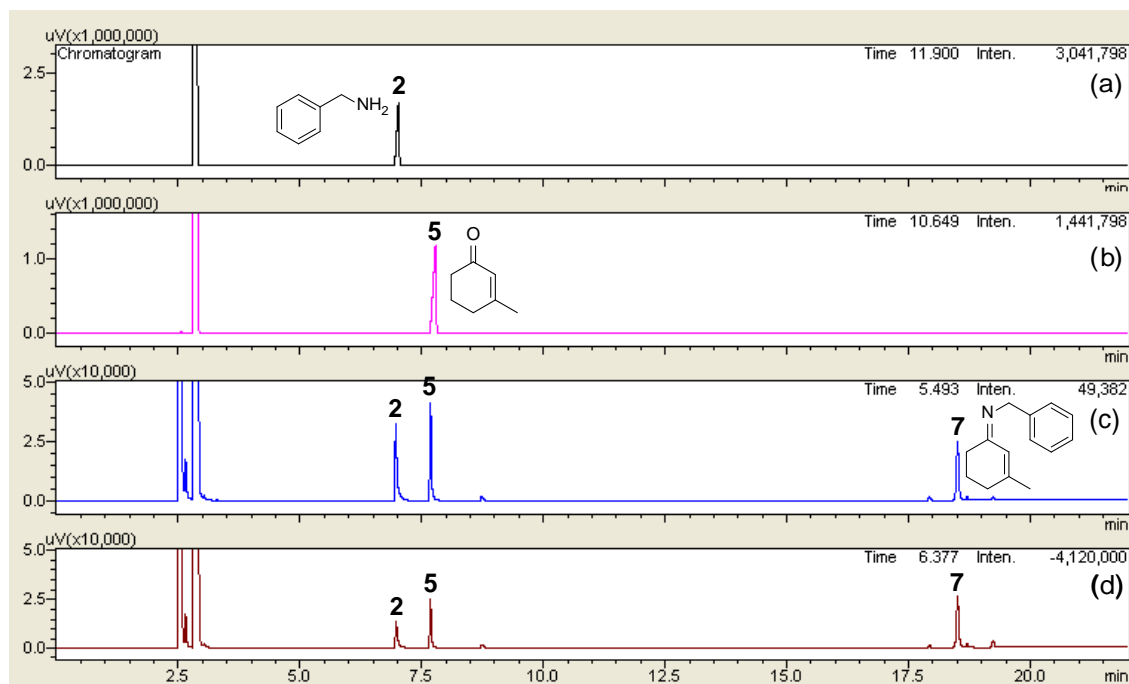 uV(x1,000,000)
Chromatogram
Time 11.900 Inten. 3,041,798
(a)
2
NH2
2.5
0.0
min
uV(x1,000,000)
Time 10.649 Inten. 1,441,798
(b)
5
O
1.0
0.0
min
uV(x10,000)
Time 5.493 Inten. 49,382
(c)
5.0
2
5
7
N
2.5
0.0
min
uV(x10,000)
Time 6.377 Inten. -4,120,000
(d)
5.0
2
5
7
2.5
0.0
2.5 5.0 7.5 10.0 12.5 15.0 17.5 20.0 min